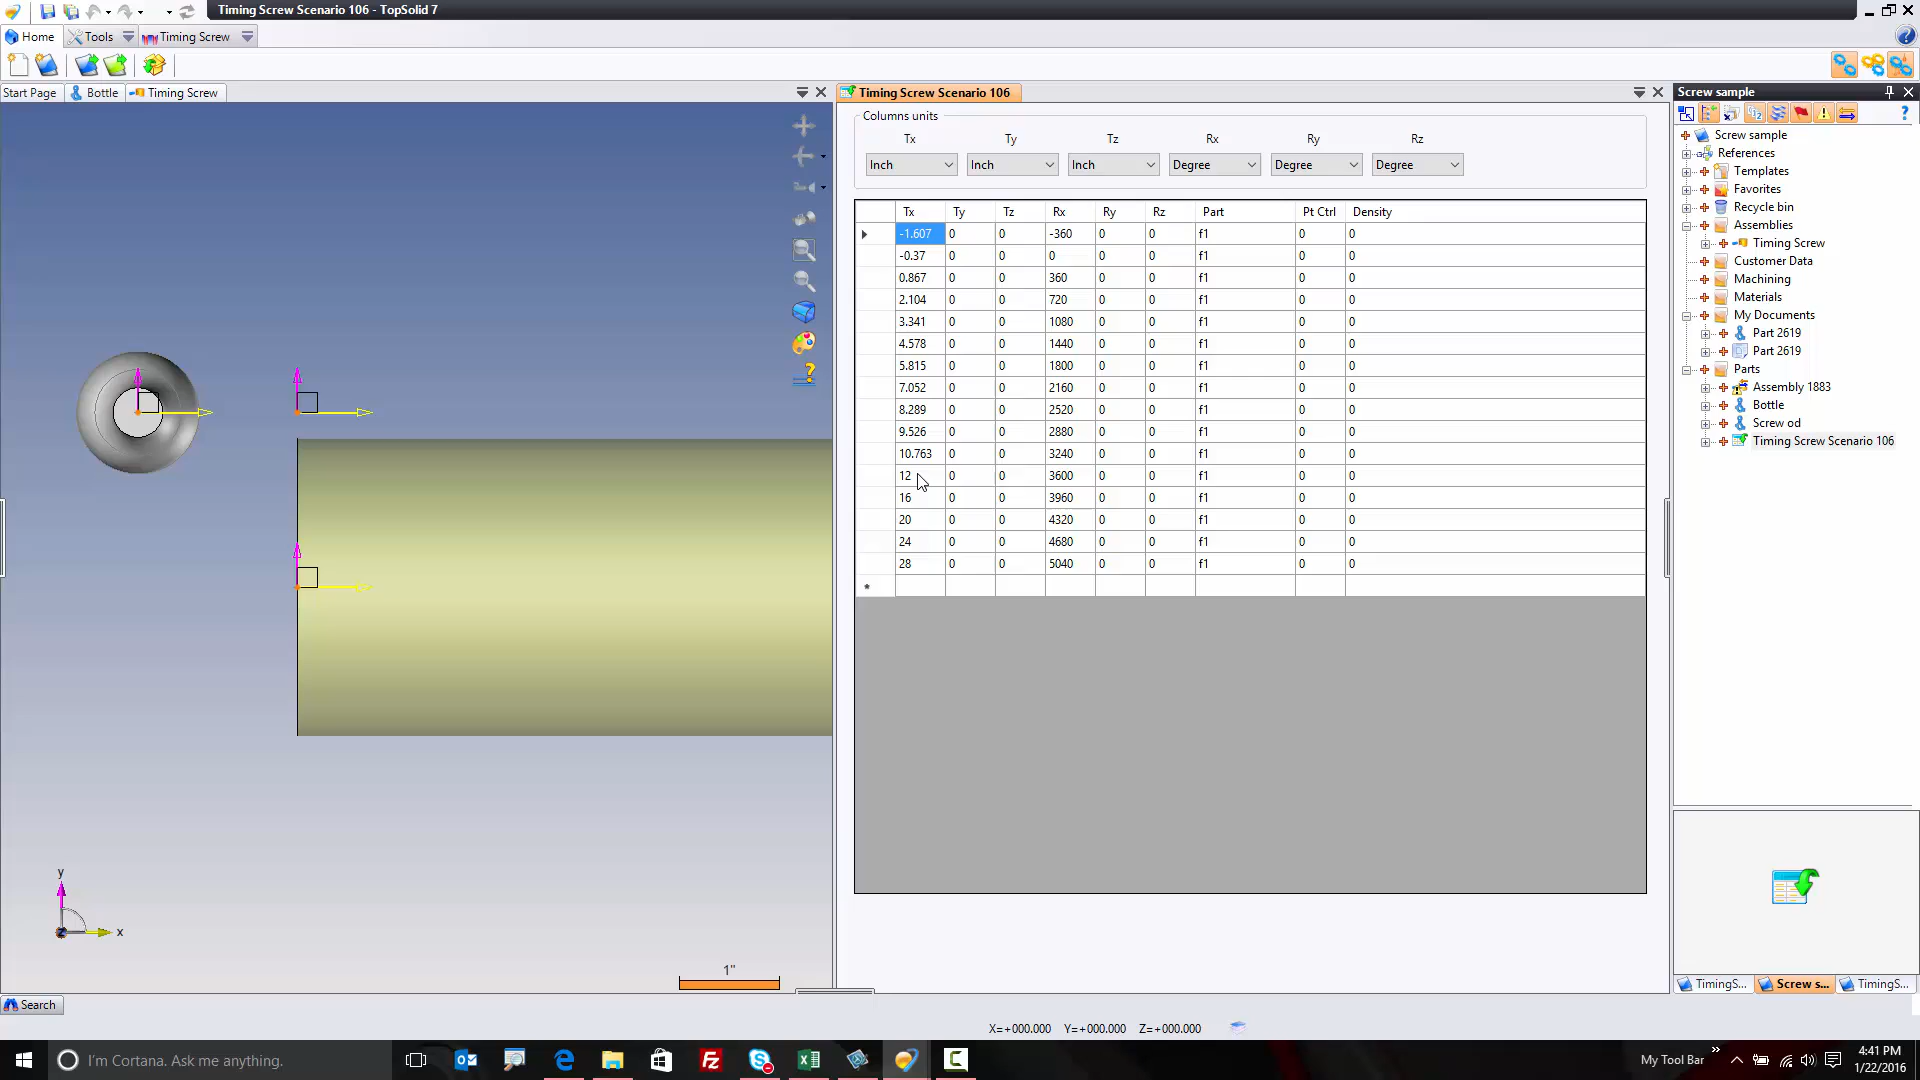 Timing Screw Scenario 106 - TopSolid 7
Home Tools Timing Screw
Start Page Bottle Timing Screw
Timing Screw Scenario 106
Columns units
Tx Ty Tz Rx Ry Rz
Inch Inch Inch Degree Degree Degree
Tx Ty Tz Rx Ry Rz Part Pt Ctrl Density
-1.607 0 0 -360 0 0 f1 0 0
-0.37 0 0 0 0 0 f1 0 0
0.867 0 0 360 0 0 f1 0 0
2.104 0 0 720 0 0 f1 0 0
3.341 0 0 1080 0 0 f1 0 0
4.578 0 0 1440 0 0 f1 0 0
5.815 0 0 1800 0 0 f1 0 0
7.052 0 0 2160 0 0 f1 0 0
8.289 0 0 2520 0 0 f1 0 0
9.526 0 0 2880 0 0 f1 0 0
10.763 0 0 3240 0 0 f1 0 0
12 0 0 3600 0 0 f1 0 0
16 0 0 3960 0 0 f1 0 0
20 0 0 4320 0 0 f1 0 0
24 0 0 4680 0 0 f1 0 0
28 0 0 5040 0 0 f1 0 0
*
Screw sample
Screw sample
References
Templates
Favorites
Recycle bin
Assemblies
Timing Screw
Customer Data
Machining
Materials
My Documents
Part 2619
Part 2619
Parts
Assembly 1883
Bottle
Screw od
Timing Screw Scenario 106
y
x
1"
TimingS... Screw s... TimingS...
Search
X=+000.000 Y=+000.000 Z=+000.000
I'm Cortana. Ask me anything.
My Tool Bar
4:41 PM
1/22/2016